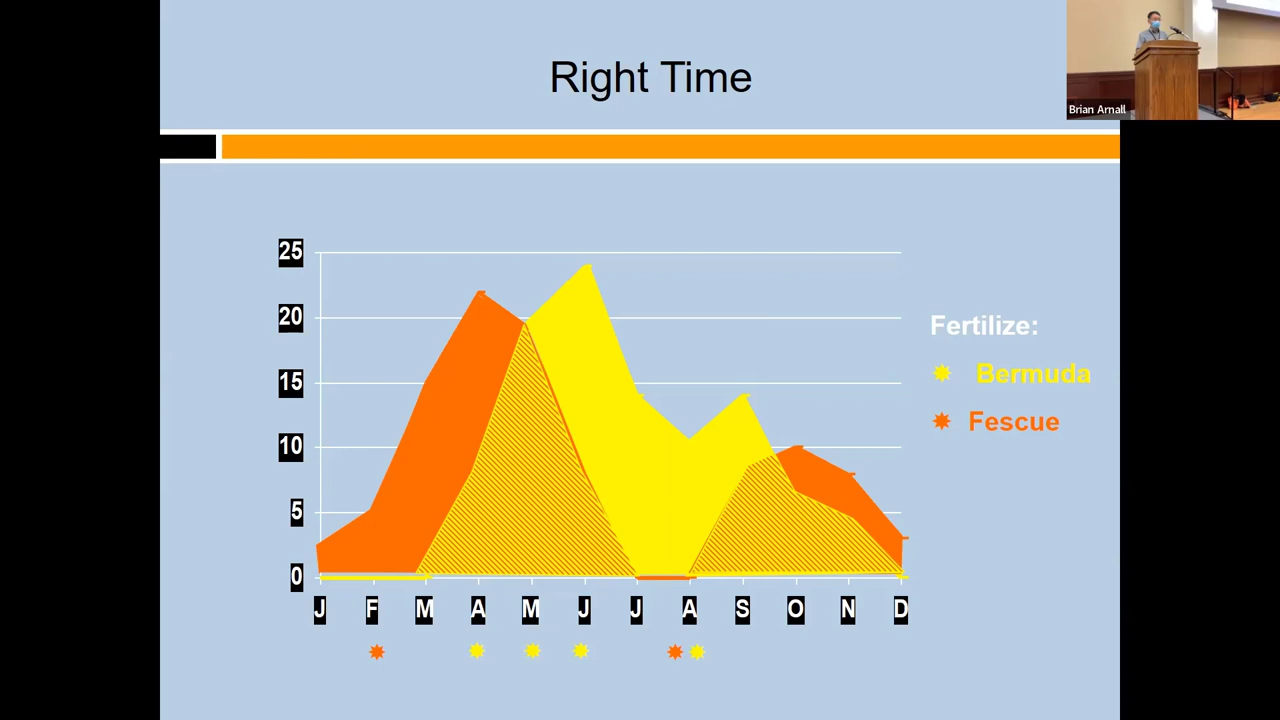 Right Time
Brian Arnall
25
20
15
10
5
0
J F M A M J J A S O N D
Fertilize:
Bermuda
Fescue